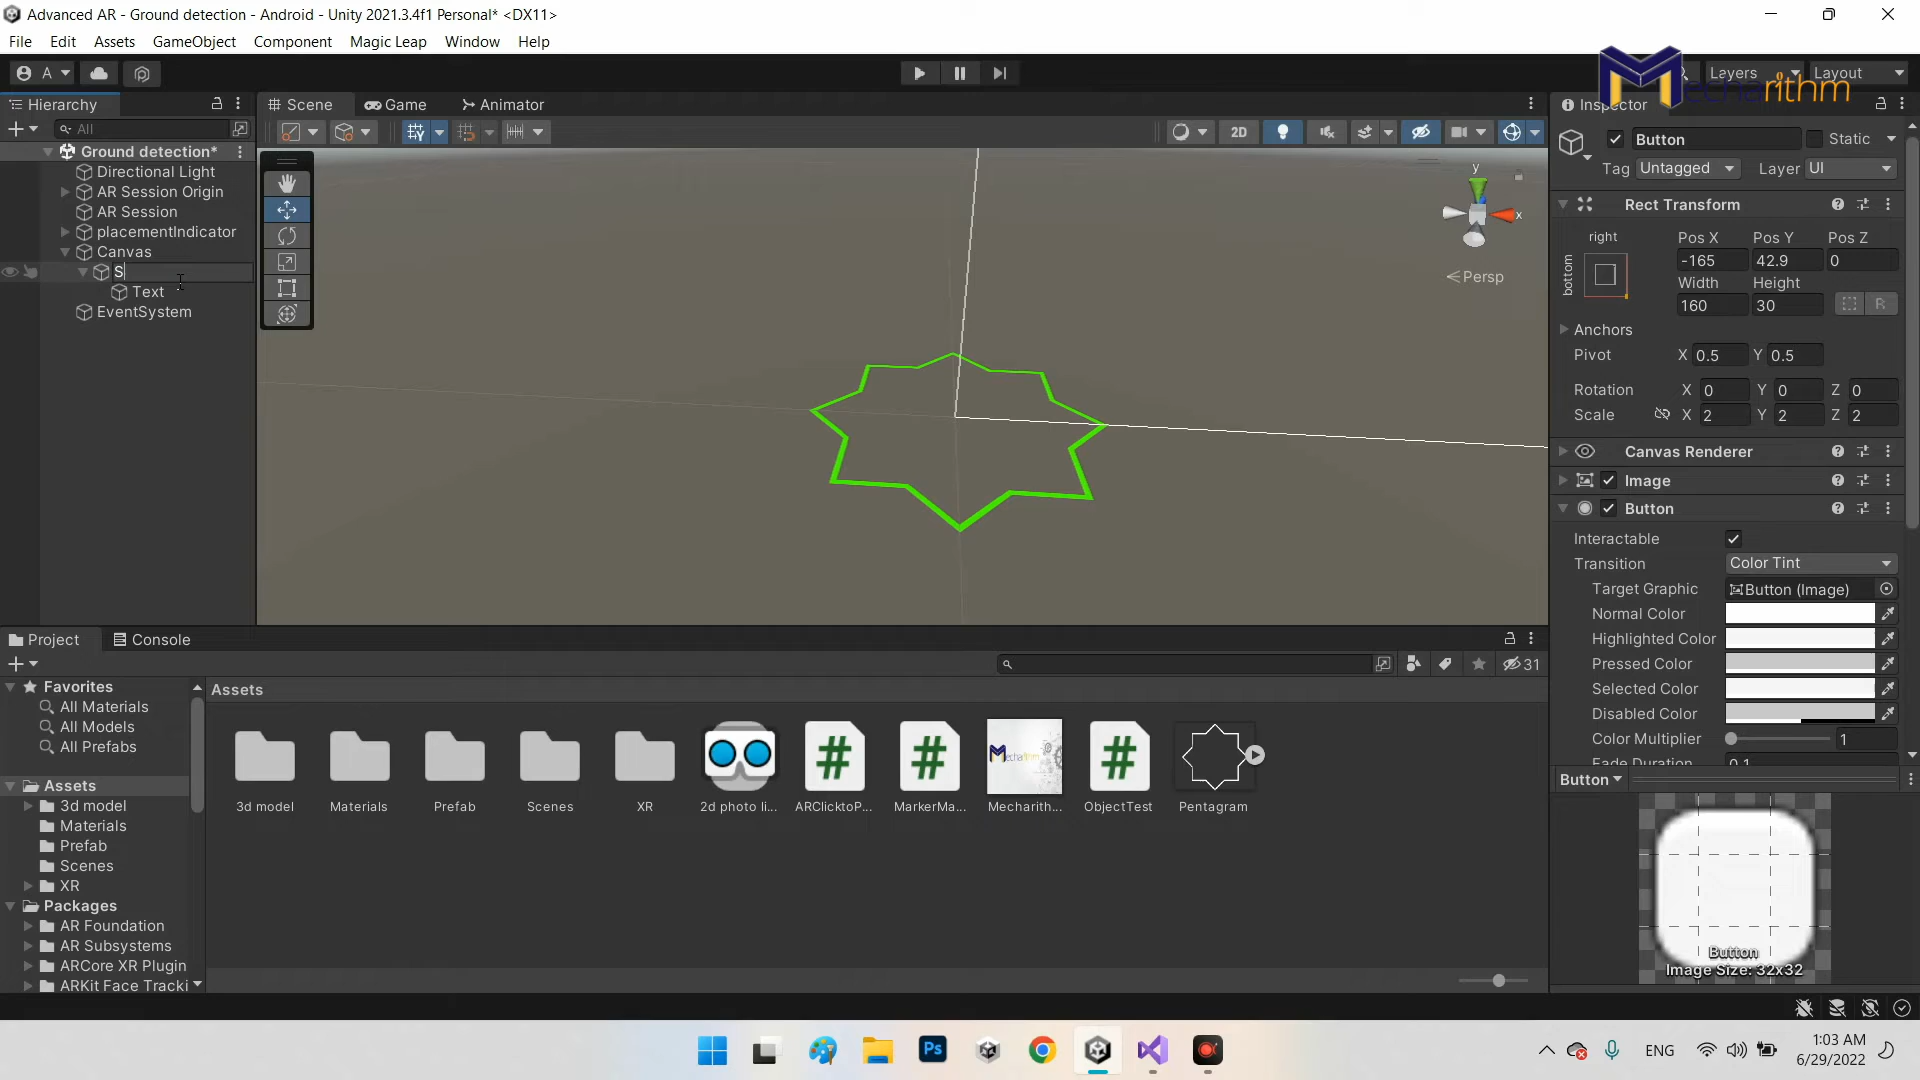 Advanced AR - Ground detection - Android - Unity 2021.3.4f1 Personal* <DX11>
File Edit Assets GameObject Component Magic Leap Window Help
A
Layers Layout
Mecharithm
Hierarchy
All
Ground detection*
Directional Light
AR Session Origin
AR Session
placementIndicator
Canvas
S
Text
EventSystem
Scene Game Animator
2D
y
x
Persp
Inspector
Button Static
Tag Untagged Layer UI
Rect Transform
right
bottom
Pos X Pos Y Pos Z
-165 42.9 0
Width Height
160 30 R
Anchors
Pivot X 0.5 Y 0.5
Rotation X 0 Y 0 Z 0
Scale X 2 Y 2 Z 2
Canvas Renderer
Image
Button
Interactable
Transition Color Tint
Target Graphic Button (Image)
Normal Color
Highlighted Color
Pressed Color
Selected Color
Disabled Color
Color Multiplier 1
Fade Duration 0.1
Button
Button
Image Size: 32x32
Project Console
31
Favorites
All Materials
All Models
All Prefabs
Assets
3d model
Materials
Prefab
Scenes
XR
Packages
AR Foundation
AR Subsystems
ARCore XR Plugin
ARKit Face Tracki
Assets
Mecharithm
3d model Materials Prefab Scenes XR 2d photo li... ARClicktoP... MarkerMa... Mecharith... ObjectTest Pentagram
Ps
ENG
1:03 AM
6/29/2022